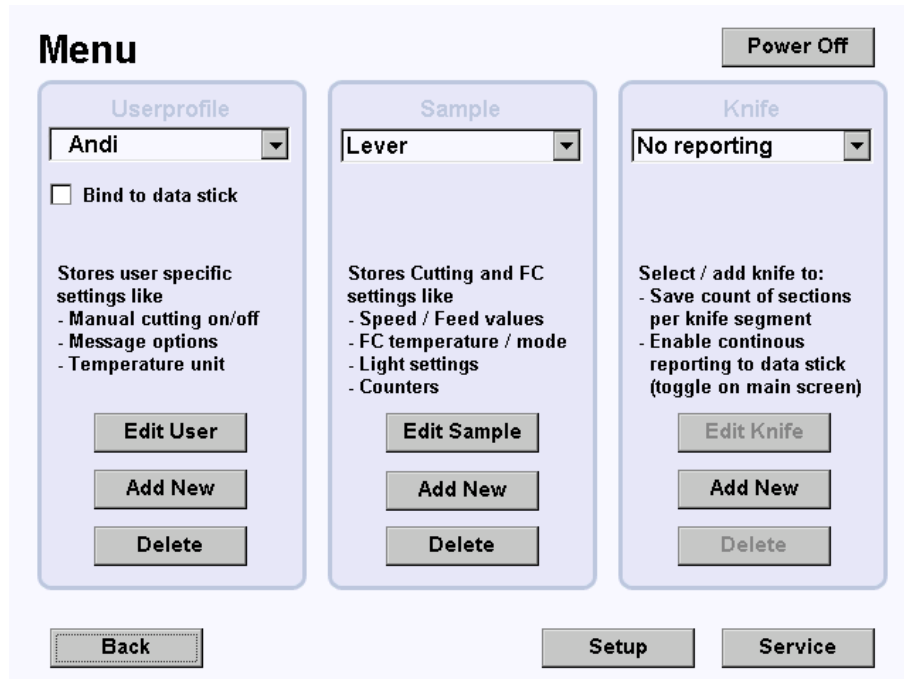 Menu
Power Off
Userprofile
Andi
Bind to data stick
Stores user specific
settings like
- Manual cutting on/off
- Message options
- Temperature unit
Edit User
Add New
Delete
Sample
Lever
Stores Cutting and FC
settings like
- Speed / Feed values
- FC temperature / mode
- Light settings
- Counters
Edit Sample
Add New
Delete
Knife
No reporting
Select / add knife to:
- Save count of sections
per knife segment
- Enable continous
reporting to data stick
(toggle on main screen)
Edit Knife
Add New
Delete
Back
Setup
Service